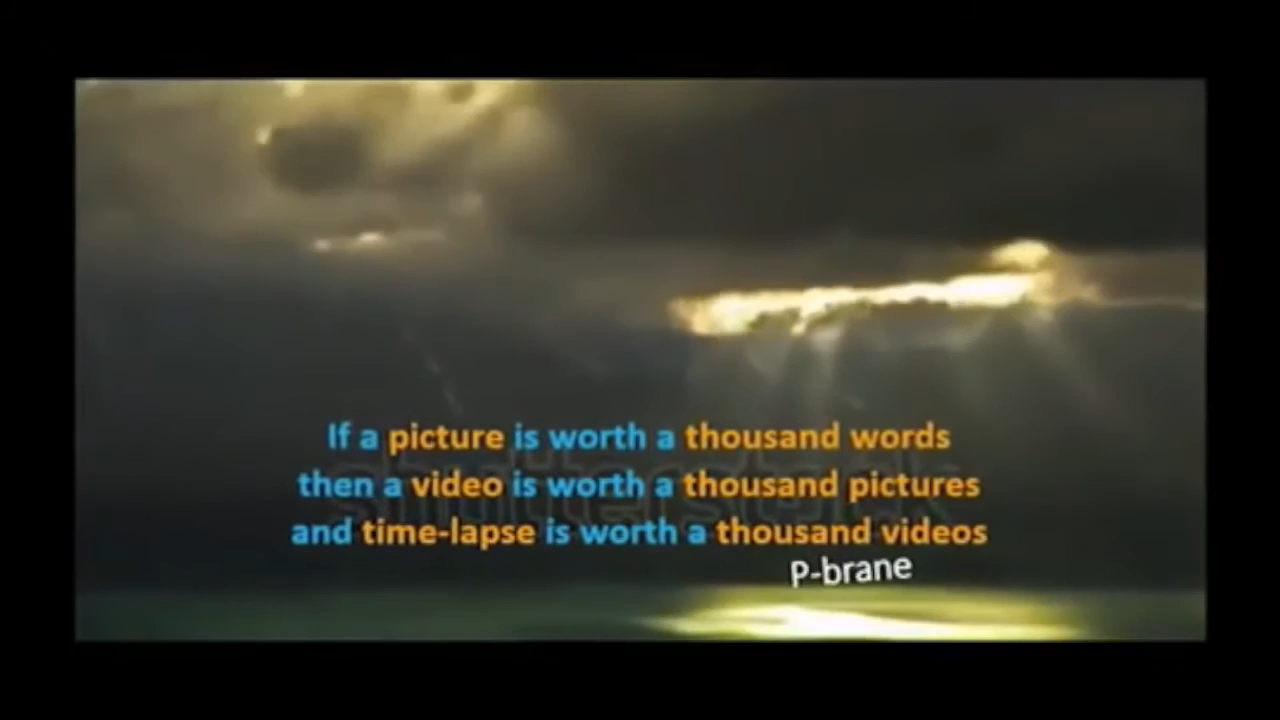 If a picture is worth a thousand words
then a video is worth a thousand pictures
and time-lapse is worth a thousand videos
P-brane
shutterstock